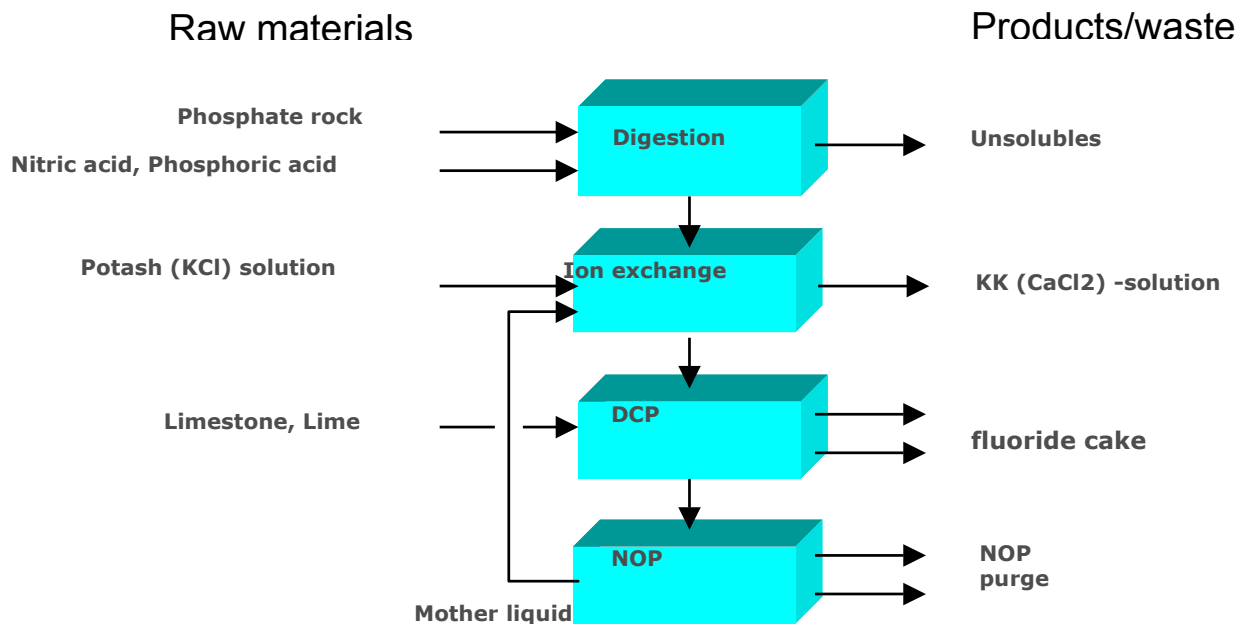 Raw materials
Products/waste
Phosphate rock
Digestion
Unsolubles
Nitric acid, Phosphoric acid
Potash (KCl) solution
Ion exchange
KK (CaCl2) -solution
Limestone, Lime
DCP
fluoride cake
NOP
NOP
purge
Mother liquid